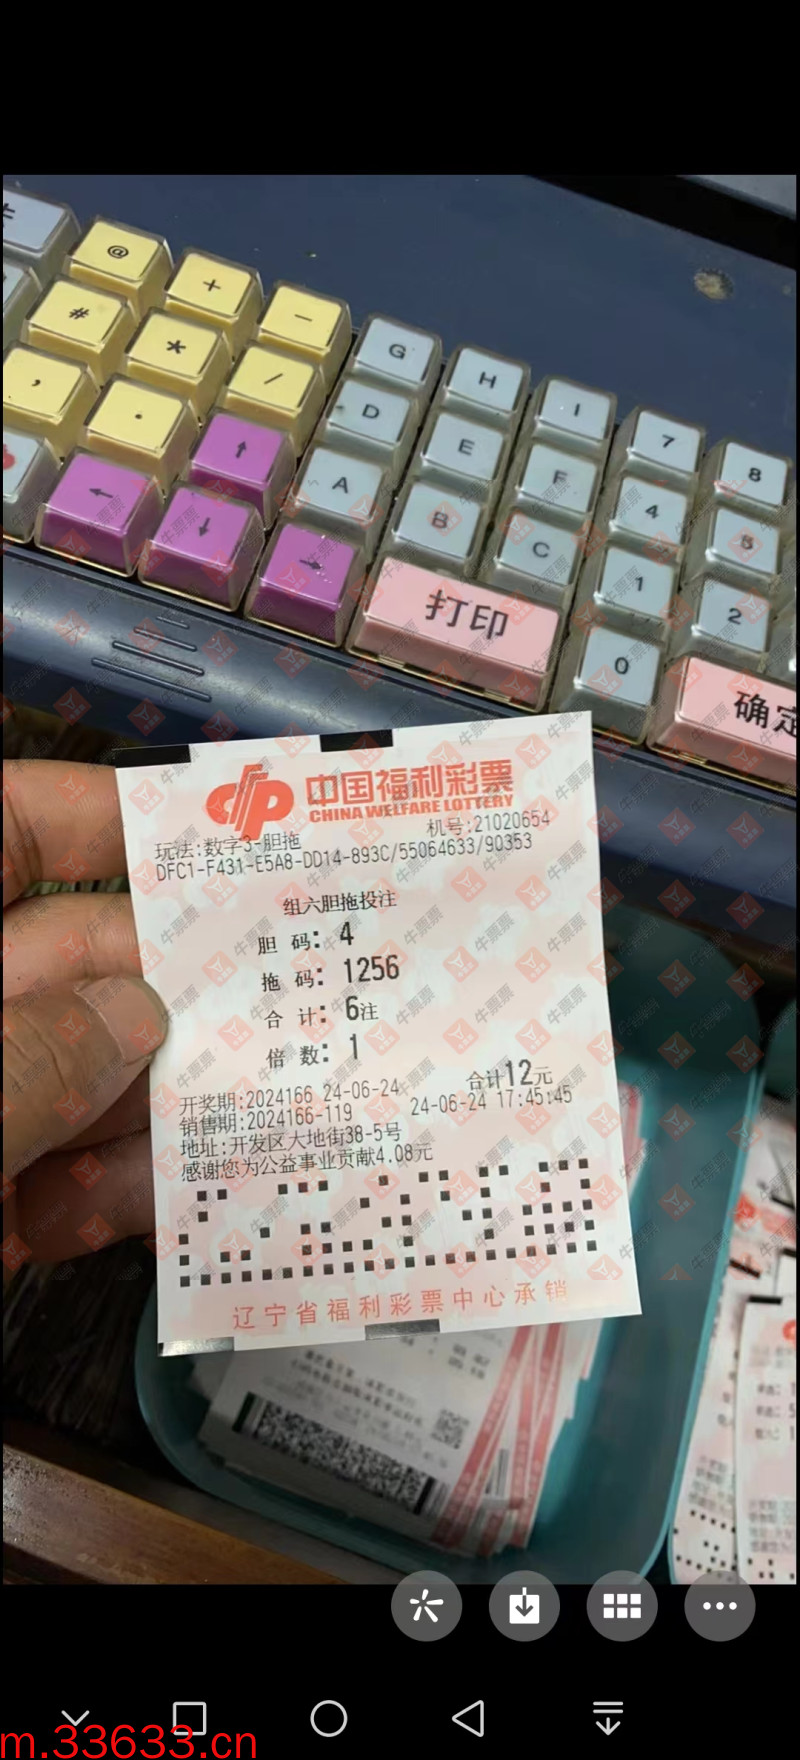 @
+
-
#
*
/
,
.
G
H
I
7
8
D
E
F
4
5
A
B
C
1
2
打印
0
确定
中国福利彩票
CHINA WELFARE LOTTERY
玩法:数字3-胆拖 机号:21020654
DFC1-F431-E5A8-DD14-893C/55064633/90353
组六胆拖投注
胆 码: 4
拖 码: 1256
合 计: 6注
倍 数: 1
开奖期:2024166 24-06-24 合计12元
销售期:2024166-119 24-06-24 17:45:45
地址:开发区大地街38-5号
感谢您为公益事业贡献4.08元
辽宁省福利彩票中心承销
牛票票
m.33633.cn